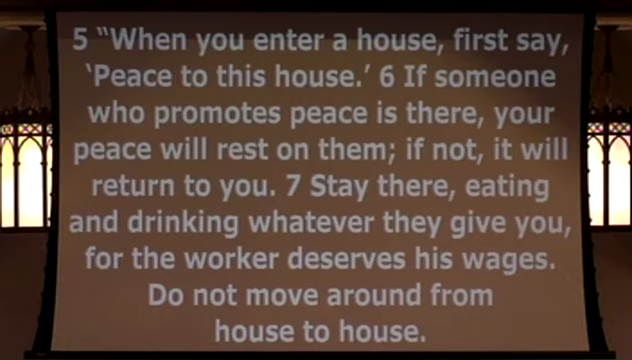 5 “When you enter a house, first say,
‘Peace to this house.’ 6 If someone
who promotes peace is there, your
peace will rest on them; if not, it will
return to you. 7 Stay there, eating
and drinking whatever they give you,
for the worker deserves his wages.
Do not move around from
house to house.